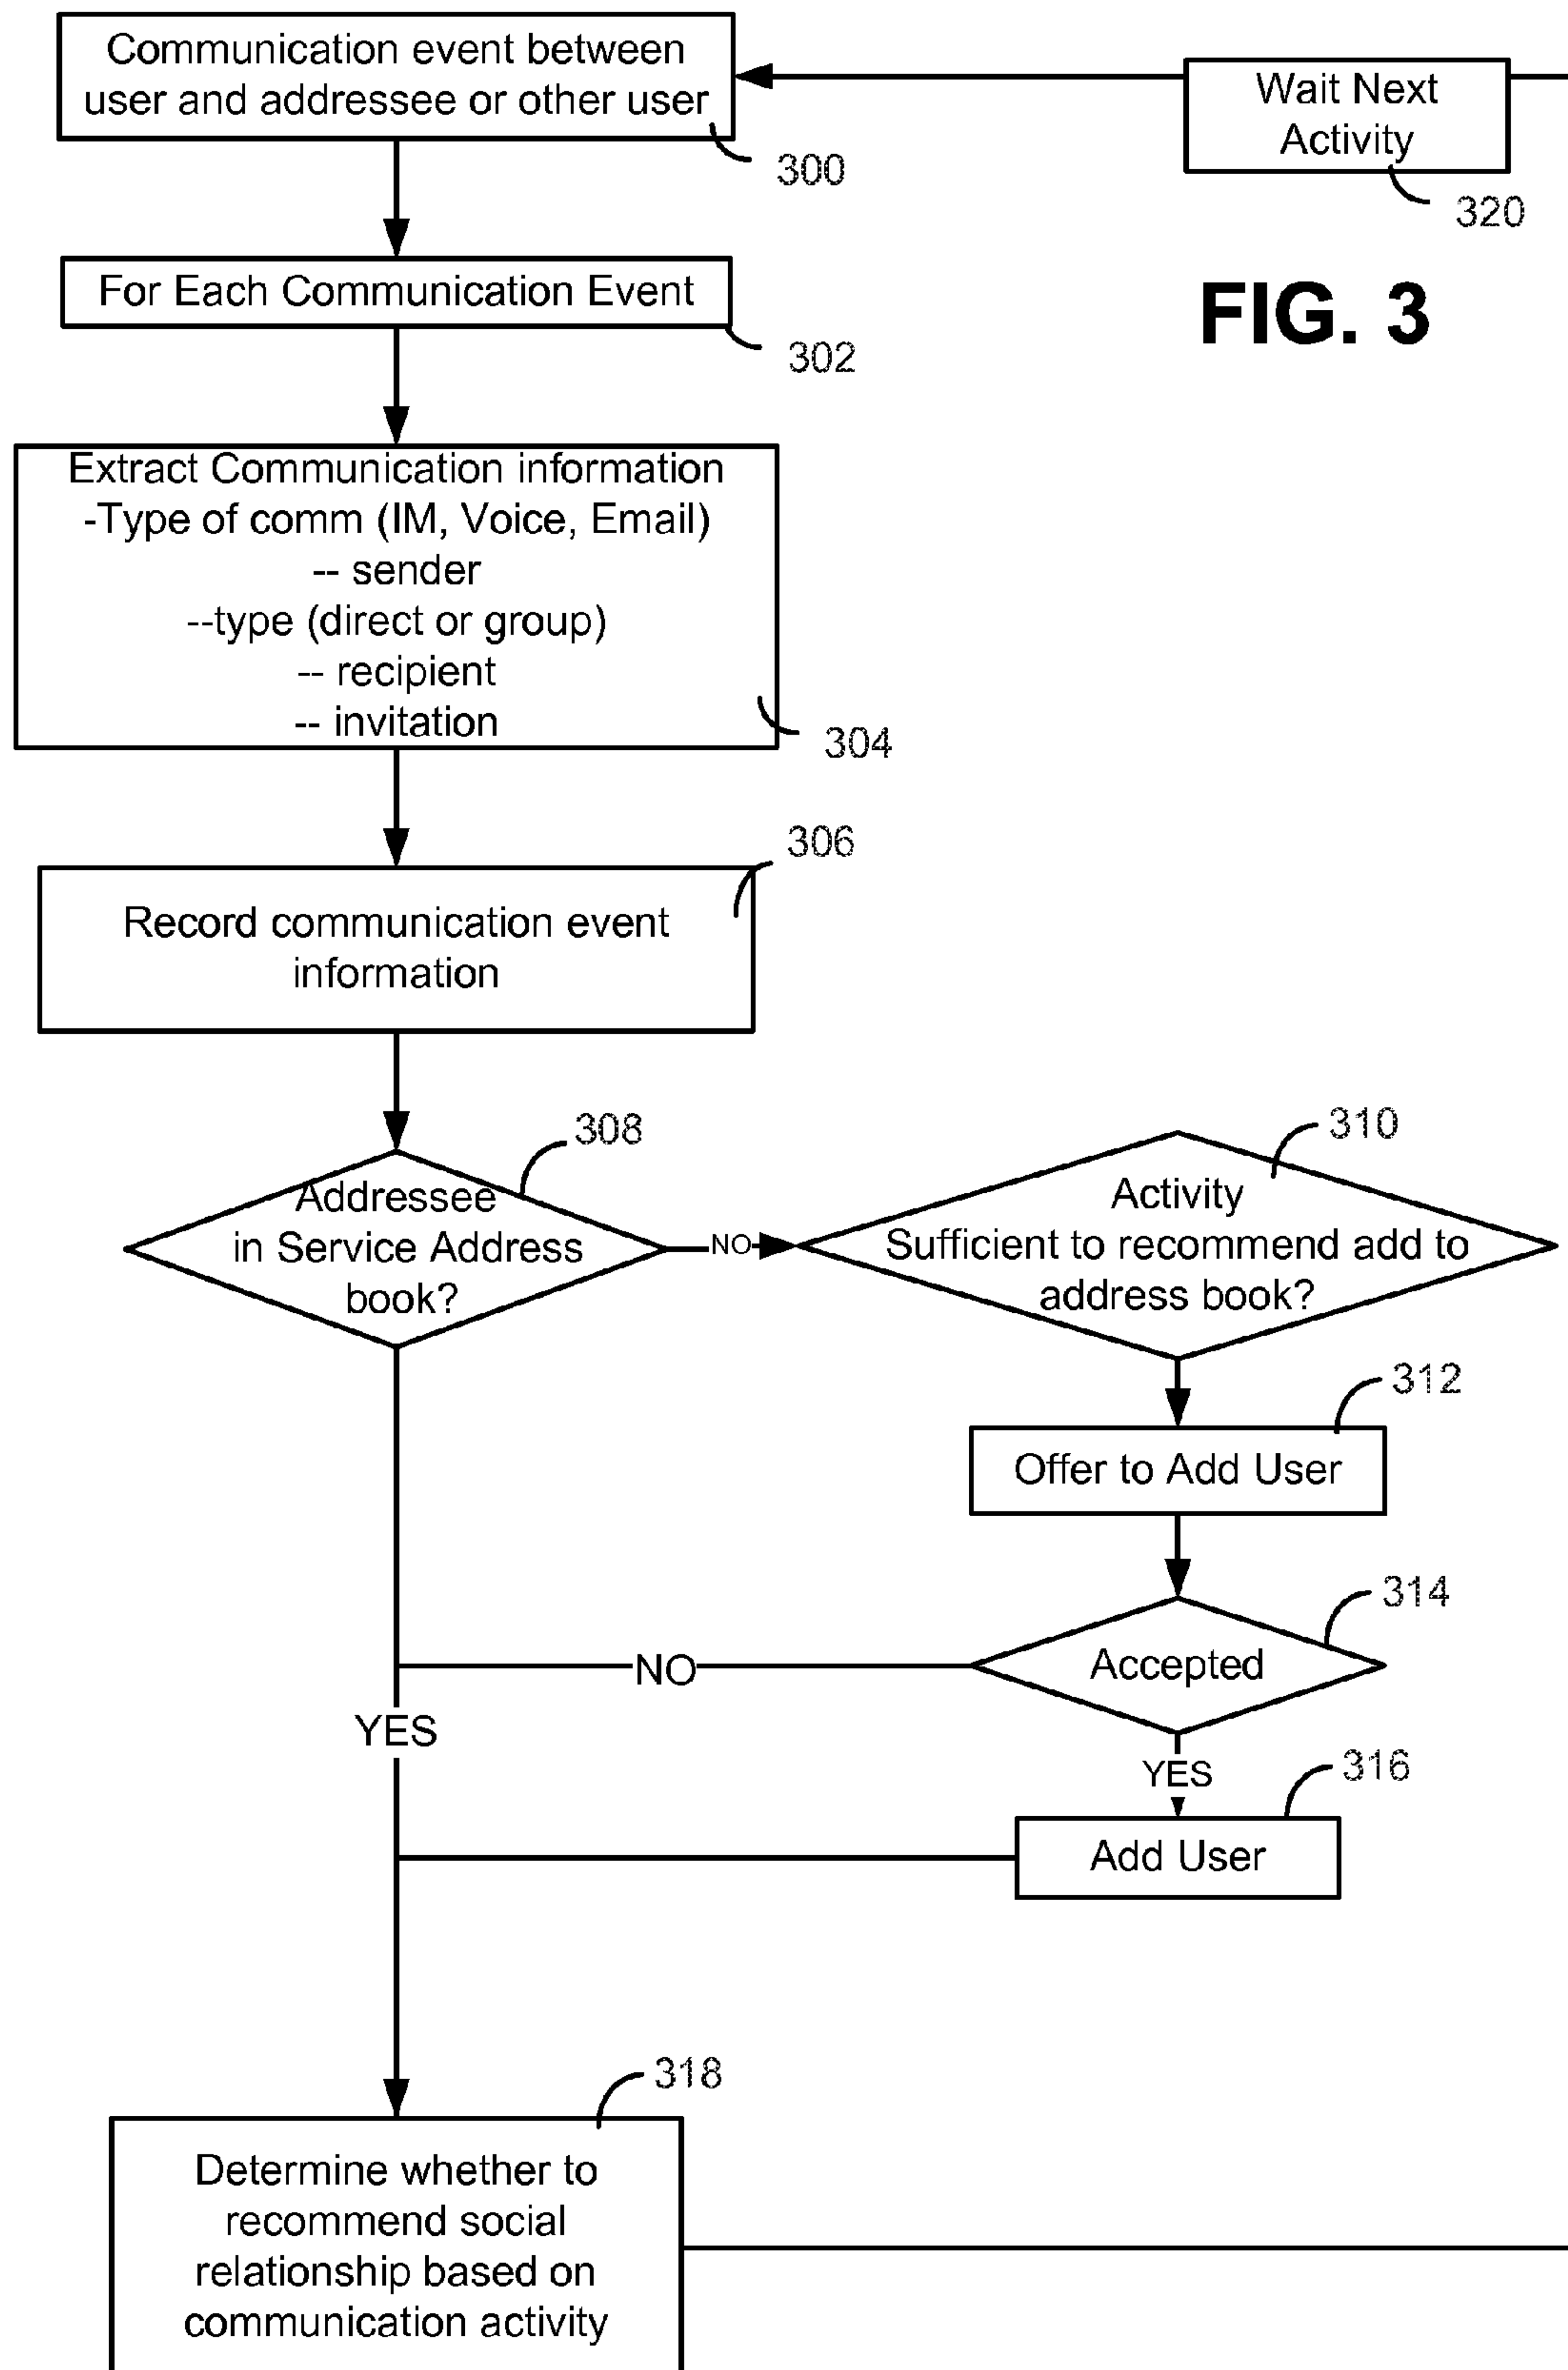 Communication event between
user and addressee or other user
300
Wait Next
Activity
320
FIG. 3
For Each Communication Event
302
Extract Communication information
-Type of comm (IM, Voice, Email)
-- sender
--type (direct or group)
-- recipient
-- invitation
304
306
Record communication event
information
308
Addressee
in Service Address
book?
NO
310
Activity
Sufficient to recommend add to
address book?
312
Offer to Add User
314
Accepted
NO
YES
YES
316
Add User
318
Determine whether to
recommend social
relationship based on
communication activity